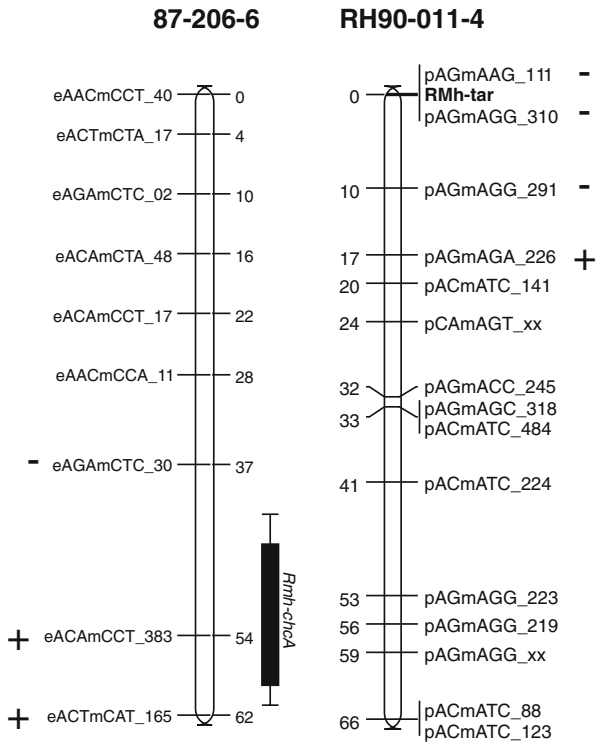 87-206-6
RH90-011-4
eAACmCCT_40 0
eACTmCTA_17 4
eAGAmCTC_02 10
eACAmCTA_48 16
eACAmCCT_17 22
eAACmCCA_11 28
- eAGAmCTC_30 37
Rmh-chcA
+ eACAmCCT_383 54
+ eACTmCAT_165 62
pAGmAAG_111 -
0 RMh-tar
pAGmAGG_310 -
10 pAGmAGG_291 -
17 pAGmAGA_226 +
20 pACmATC_141
24 pCAmAGT_xx
32 pAGmACC_245
33 pAGmAGC_318
pACmATC_484
41 pACmATC_224
53 pAGmAGG_223
56 pAGmAGG_219
59 pAGmAGG_xx
66 pACmATC_88
pACmATC_123